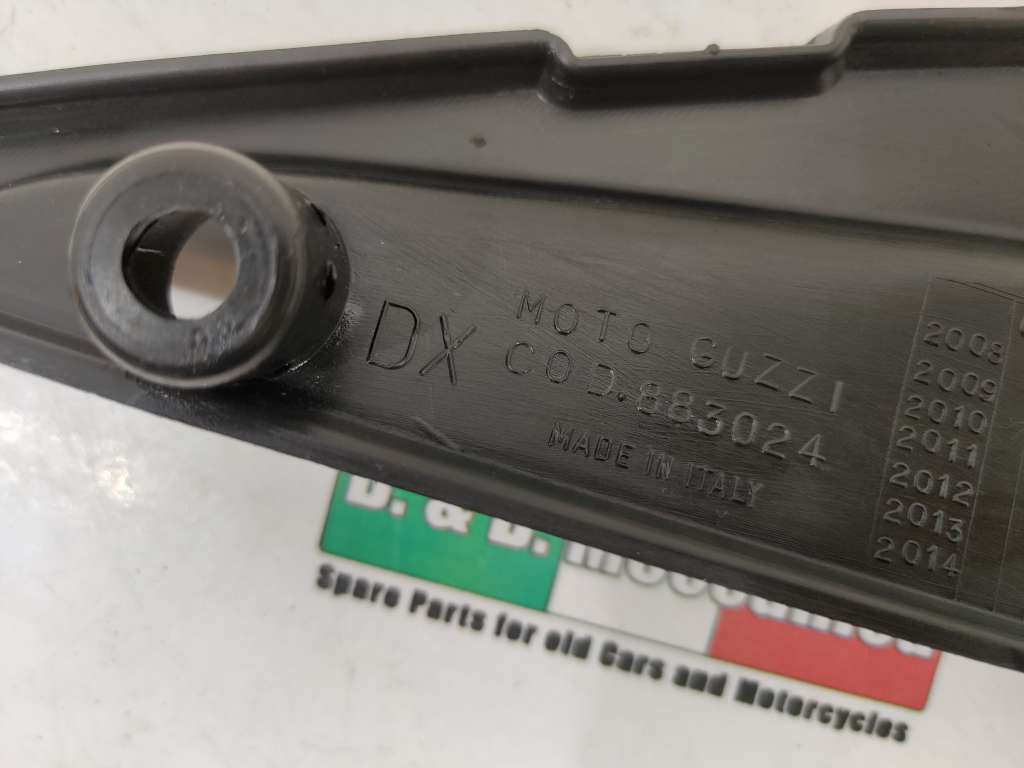 DX
MOTO GUZZI
COD.883024
MADE IN ITALY
2008
2009
2010
2011
2012
2013
2014
D. & D.
Spare Parts for old Cars and Motorcycles